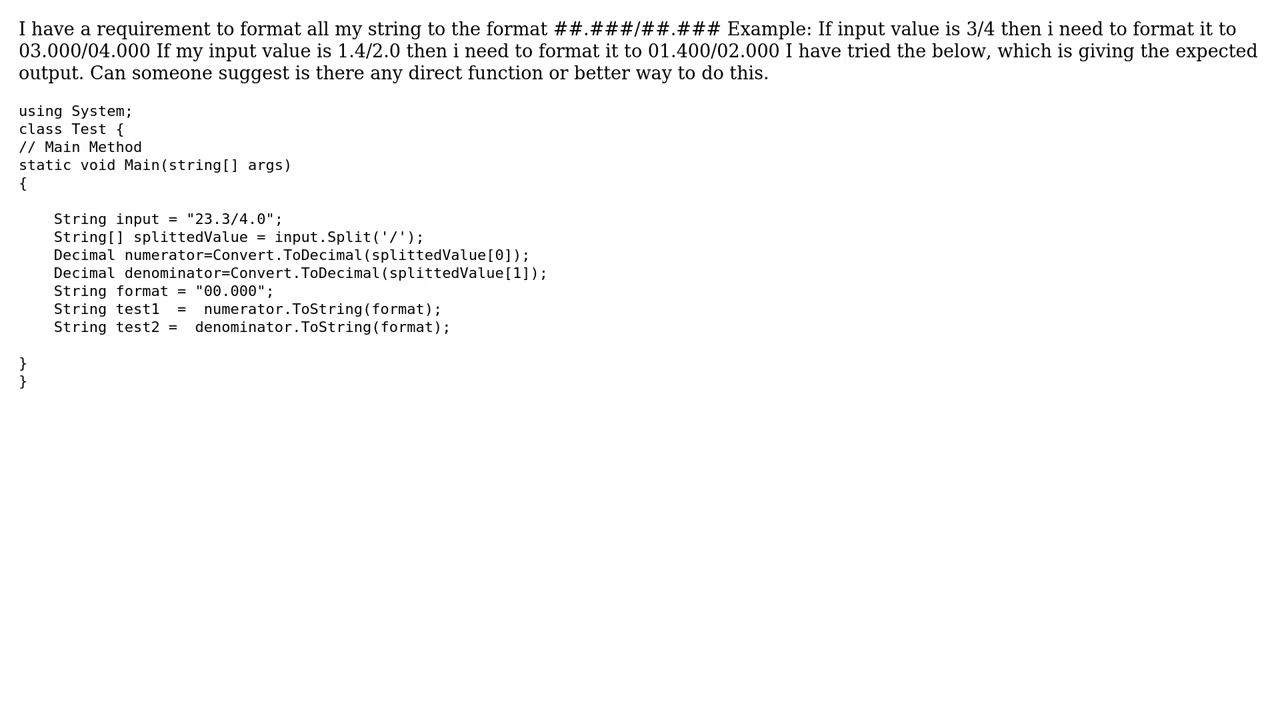 I have a requirement to format all my string to the format ##.###/##.### Example: If input value is 3/4 then i need to format it to
03.000/04.000 If my input value is 1.4/2.0 then i need to format it to 01.400/02.000 I have tried the below, which is giving the expected
output. Can someone suggest is there any direct function or better way to do this.
using System;
class Test {
// Main Method
static void Main(string[] args)
{
    String input = "23.3/4.0";
    String[] splittedValue = input.Split('/');
    Decimal numerator=Convert.ToDecimal(splittedValue[0]);
    Decimal denominator=Convert.ToDecimal(splittedValue[1]);
    String format = "00.000";
    String test1  =  numerator.ToString(format);
    String test2 =  denominator.ToString(format);
}
}